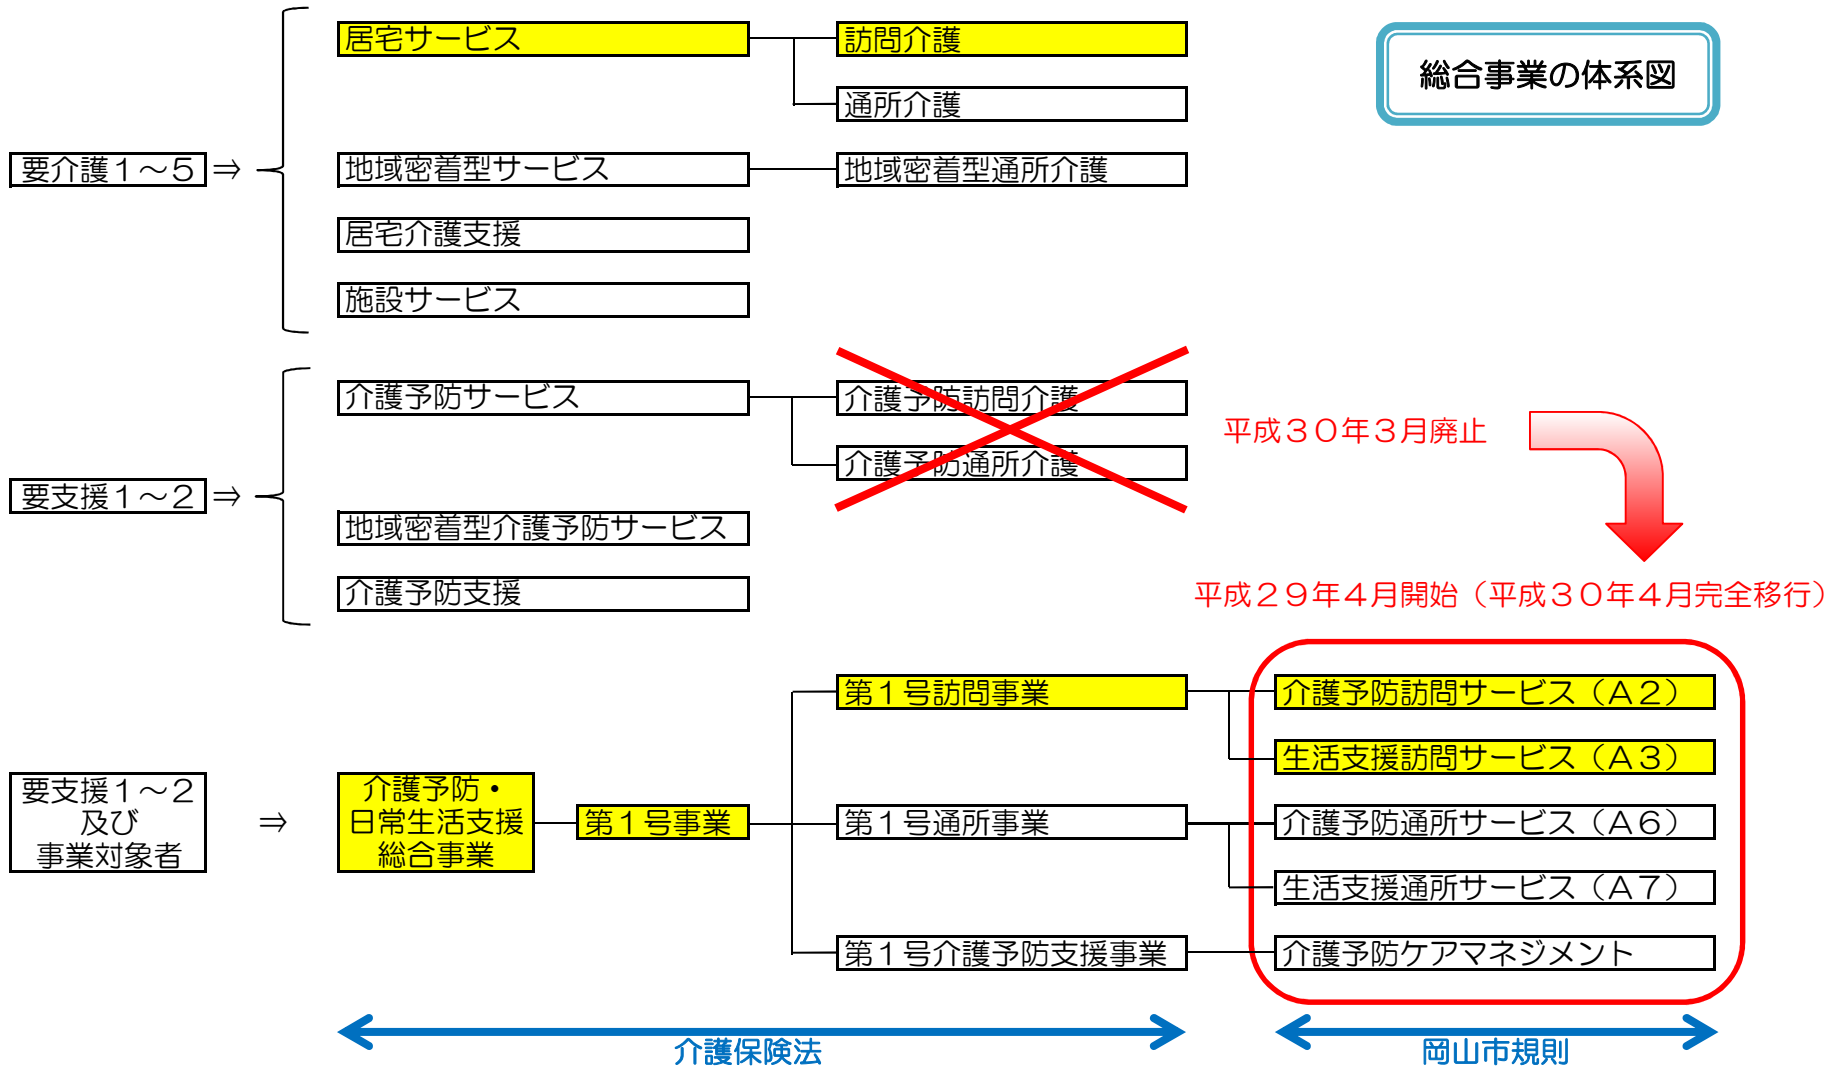 総合事業の体系図
要介護１～５
⇒
居宅サービス
訪問介護
通所介護
地域密着型サービス
地域密着型通所介護
居宅介護支援
施設サービス
要支援１～２
⇒
介護予防サービス
介護予防訪問介護
介護予防通所介護
地域密着型介護予防サービス
介護予防支援
平成３０年３月廃止
平成２９年４月開始（平成３０年４月完全移行）
要支援１～２
及び
事業対象者
⇒
介護予防・
日常生活支援
総合事業
第１号事業
第１号訪問事業
介護予防訪問サービス（Ａ２）
生活支援訪問サービス（Ａ３）
第１号通所事業
介護予防通所サービス（Ａ６）
生活支援通所サービス（Ａ７）
第１号介護予防支援事業
介護予防ケアマネジメント
介護保険法
岡山市規則